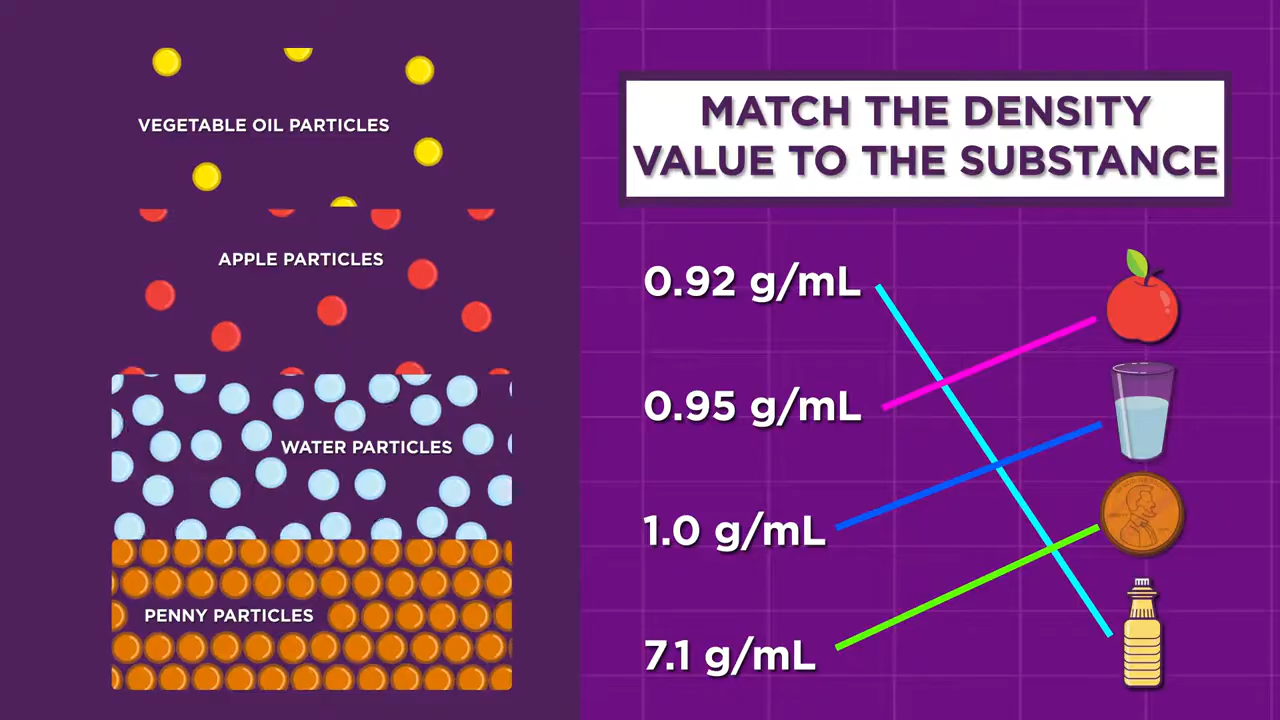 VEGETABLE OIL PARTICLES
APPLE PARTICLES
WATER PARTICLES
PENNY PARTICLES
MATCH THE DENSITY
VALUE TO THE SUBSTANCE
0.92 g/mL
0.95 g/mL
1.0 g/mL
7.1 g/mL